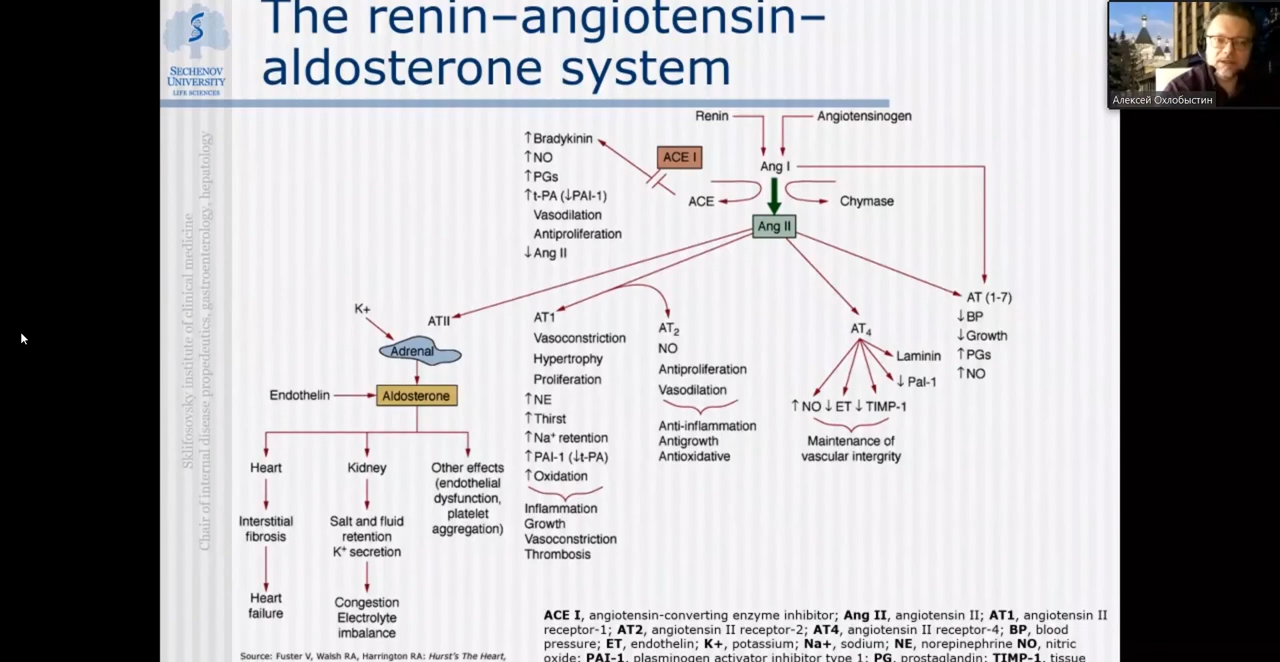 The renin–angiotensin–
aldosterone system
SECHENOV
UNIVERSITY
LIFE SCIENCES
Алексей Охлобыстин
Sklifosovsky institute of clinical medicine
Chair of internal disease propedeutics, gastroenterology, hepatology
Renin
Angiotensinogen
↑Bradykinin
↑NO
↑PGs
↑t-PA (↓PAI-1)
Vasodilation
Antiproliferation
↓Ang II
ACE I
Ang I
ACE
Chymase
Ang II
K+
ATII
Adrenal
Endothelin
Aldosterone
Heart
Kidney
Other effects
(endothelial
dysfunction,
platelet
aggregation)
Interstitial
fibrosis
Salt and fluid
retention
K⁺ secretion
Heart
failure
Congestion
Electrolyte
imbalance
AT1
Vasoconstriction
Hypertrophy
Proliferation
↑NE
↑Thirst
↑Na⁺ retention
↑PAI-1 (↓t-PA)
↑Oxidation
Inflammation
Growth
Vasoconstriction
Thrombosis
AT₂
NO
Antiproliferation
Vasodilation
Anti-inflammation
Antigrowth
Antioxidative
AT₄
Laminin
↓Pal-1
↑NO ↓ET ↓TIMP-1
Maintenance of
vascular intergrity
AT (1-7)
↓BP
↓Growth
↑PGs
↑NO
ACE I, angiotensin-converting enzyme inhibitor; Ang II, angiotensin II; AT1, angiotensin II
receptor-1; AT2, angiotensin II receptor-2; AT4, angiotensin II receptor-4; BP, blood
pressure; ET, endothelin; K+, potassium; Na+, sodium; NE, norepinephrine NO, nitric
oxide; PAI-1, plasminogen activator inhibitor type 1; PG, prostaglandin; TIMP-1, tissue
Source: Fuster V, Walsh RA, Harrington RA: Hurst's The Heart,